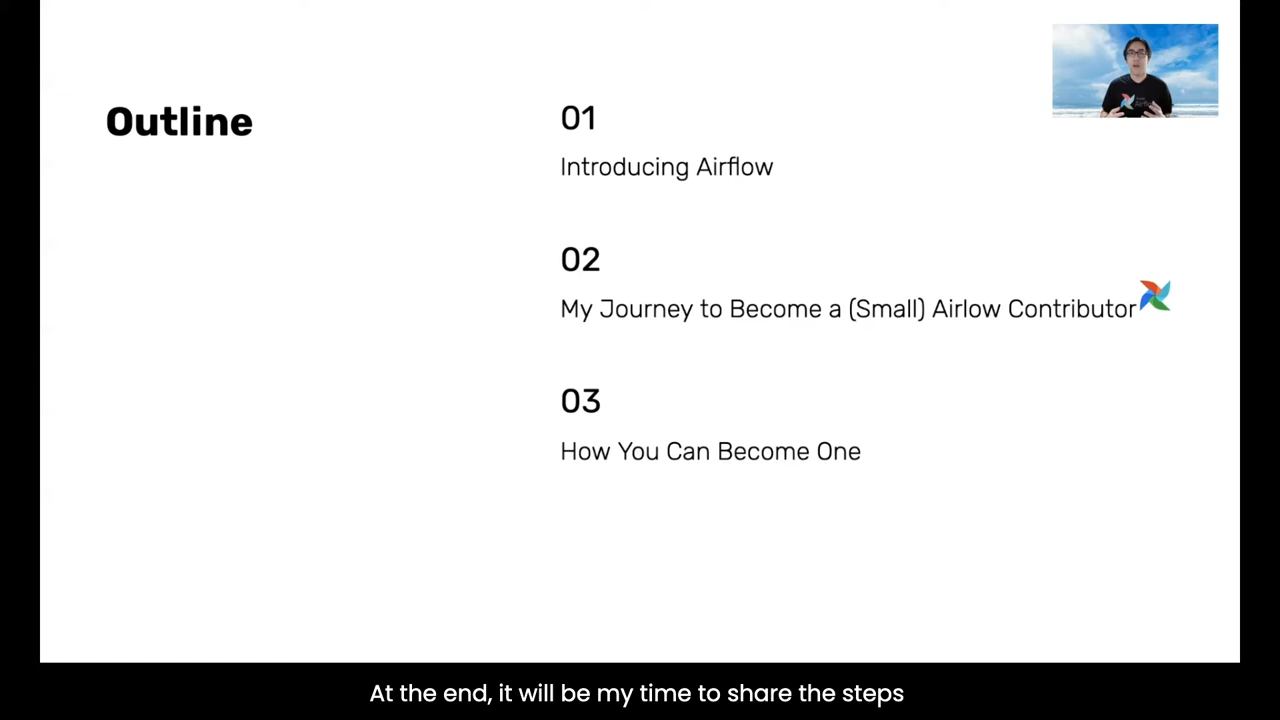 Outline
01
Introducing Airflow
02
My Journey to Become a (Small) Airlow Contributor
03
How You Can Become One
At the end, it will be my time to share the steps